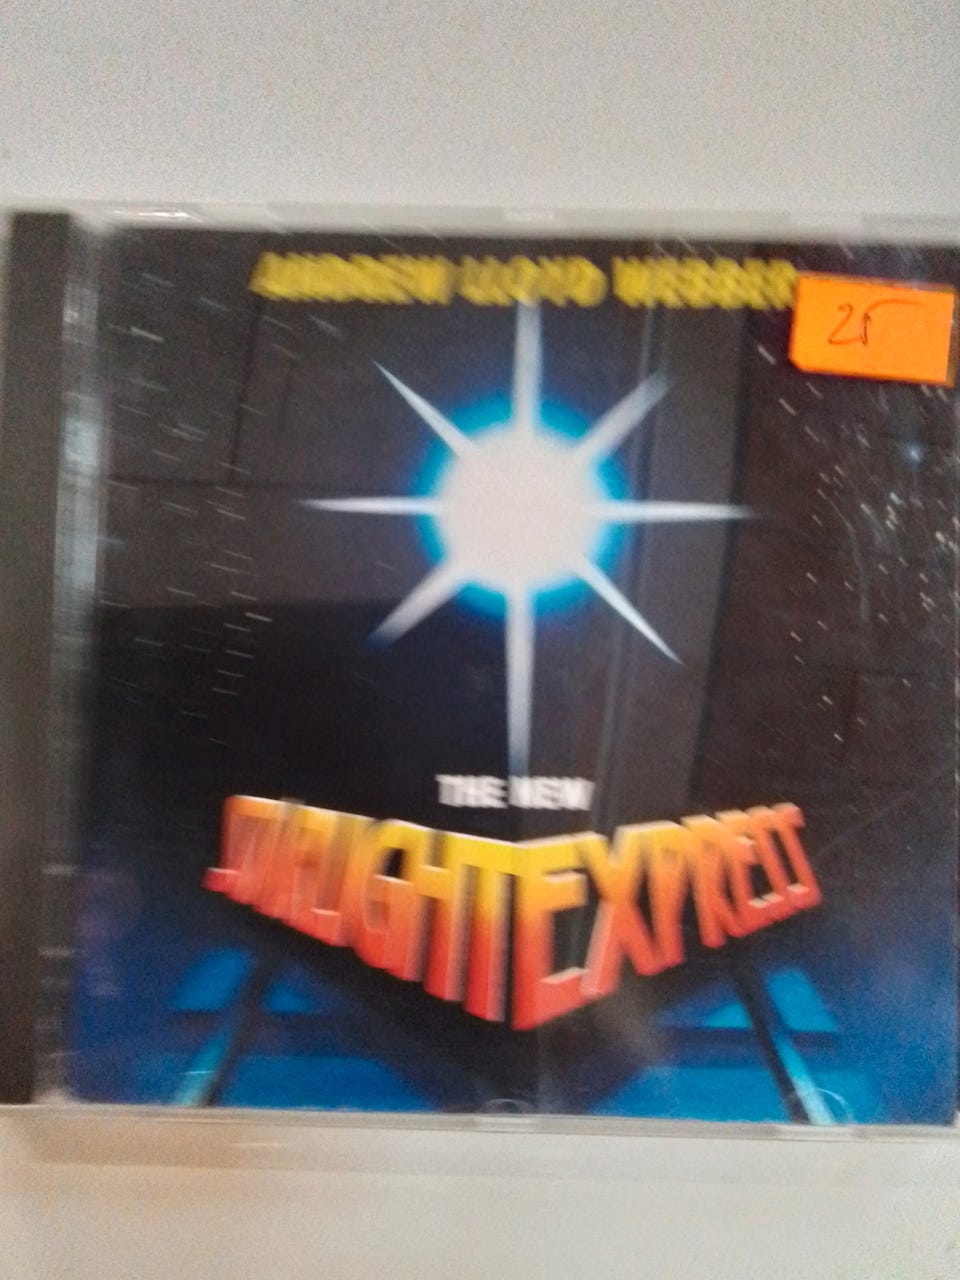 ANDREW LLOYD WEBBER
25
THE NEW
STARLIGHT EXPRESS